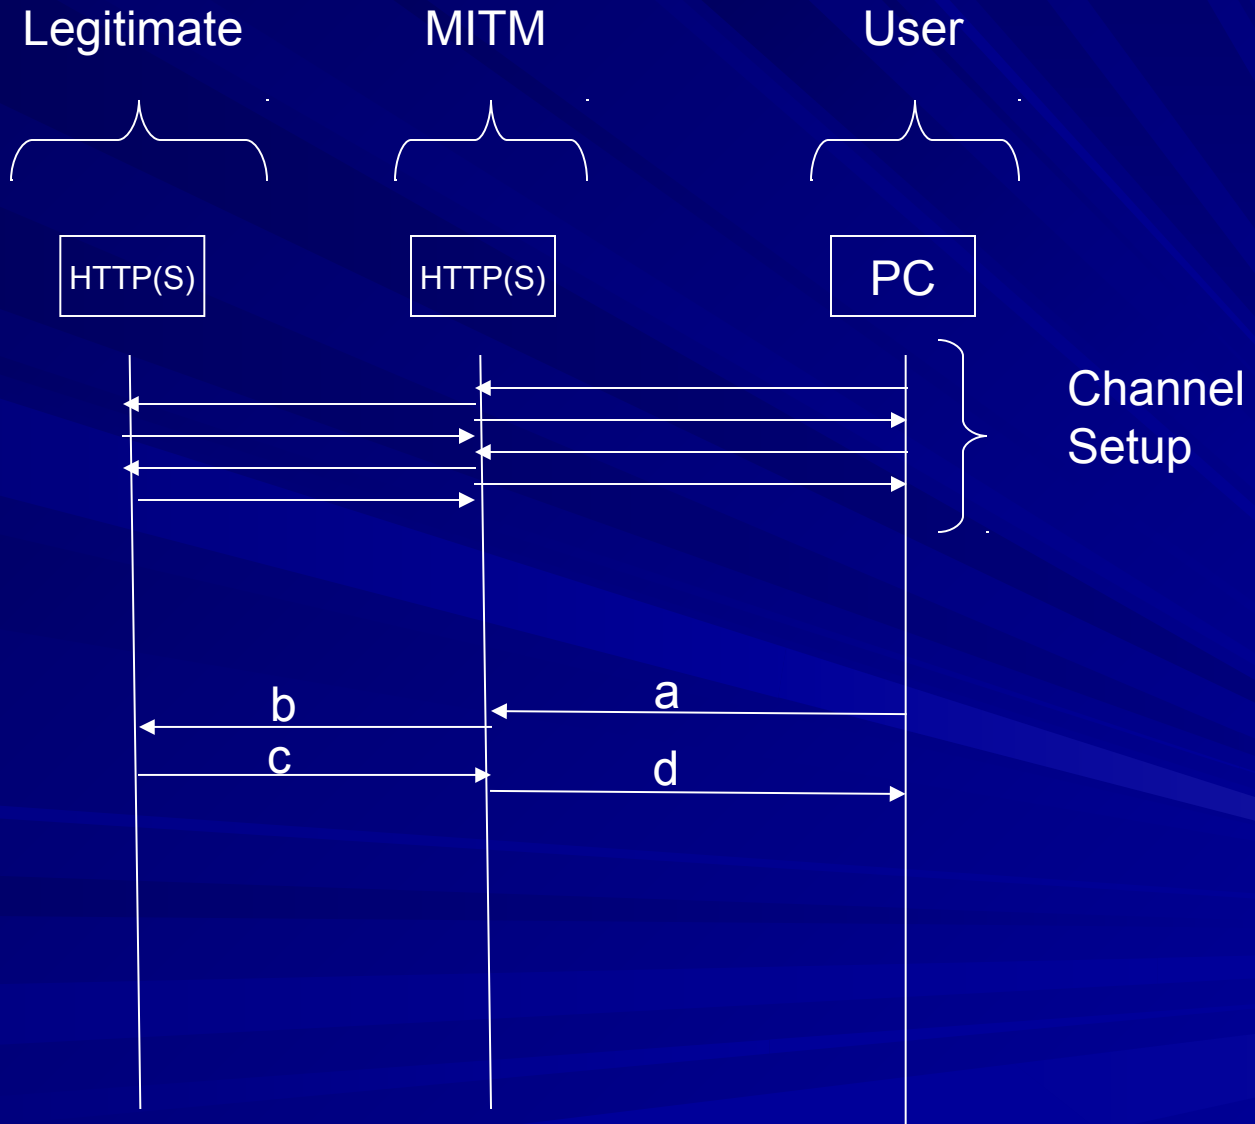 Legitimate
MITM
User
HTTP(S)
HTTP(S)
PC
Channel
Setup
b
a
c
d